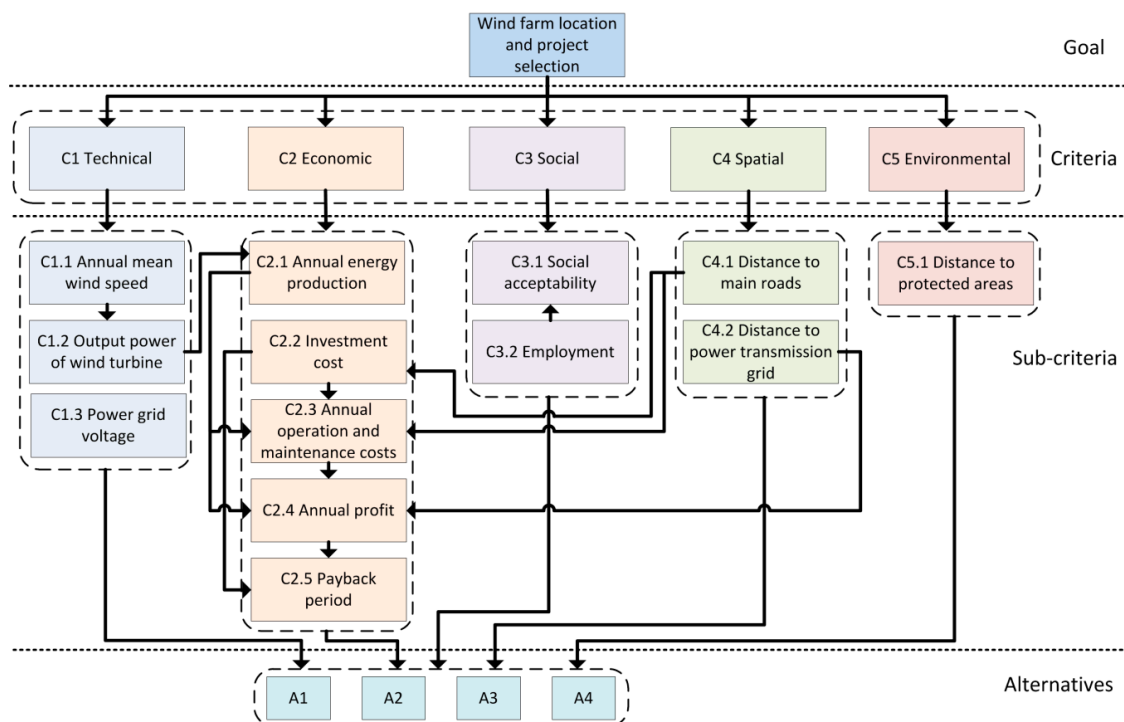 Wind farm location
and project
selection
Goal
C1 Technical
C2 Economic
C3 Social
C4 Spatial
C5 Environmental
Criteria
C1.1 Annual mean
wind speed
C1.2 Output power
of wind turbine
C1.3 Power grid
voltage
C2.1 Annual energy
production
C2.2 Investment
cost
C2.3 Annual
operation and
maintenance costs
C2.4 Annual profit
C2.5 Payback
period
C3.1 Social
acceptability
C3.2 Employment
C4.1 Distance to
main roads
C4.2 Distance to
power transmission
grid
C5.1 Distance to
protected areas
Sub-criteria
A1
A2
A3
A4
Alternatives